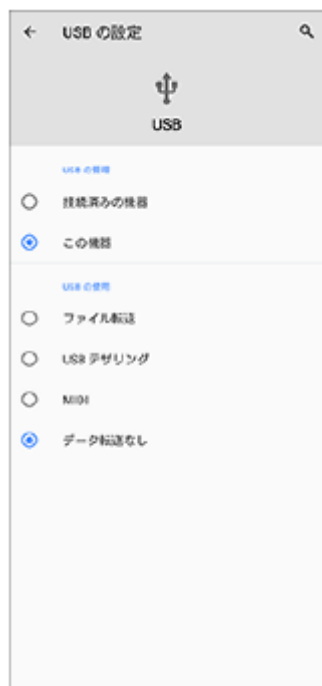 USB の設定
USB
USB の管理
接続済みの機器
この機器
USB の使用
ファイル転送
USB テザリング
MIDI
データ転送なし